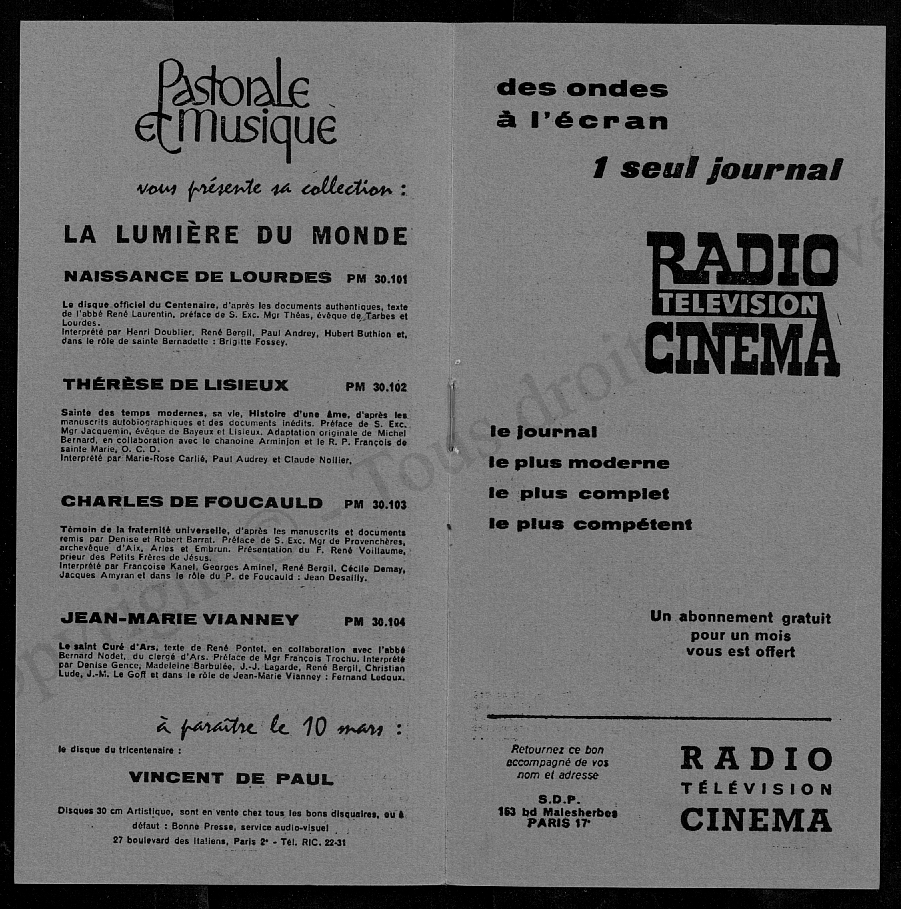 Pastorale
et Musique
vous présente sa collection :
LA LUMIÈRE DU MONDE
NAISSANCE DE LOURDES PM 30.101
Le disque officiel du Centenaire, d'après les documents authentiques, texte
de l'abbé René Laurentin, préface de S. Exc. Mgr Théas, évêque de Tarbes et
Lourdes.
Interprété par Henri Doublier, René Bergil, Paul Andrey, Hubert Buthion et,
dans le rôle de sainte Bernadette : Brigitte Fossey.
THÉRÈSE DE LISIEUX PM 30.102
Sainte des temps modernes, sa vie, Histoire d'une âme, d'après les
manuscrits autobiographiques et des documents inédits. Préface de S. Exc.
Mgr Jacquemin, évêque de Bayeux et Lisieux. Adaptation originale de Michel
Bernard, en collaboration avec le chanoine Arminjon et le R. P. François de
sainte Marie, O. C. D.
Interprété par Marie-Rose Carlié, Paul Audrey et Claude Nollier.
CHARLES DE FOUCAULD PM 30.103
Témoin de la fraternité universelle, d'après les manuscrits et documents
remis par Denise et Robert Barrat. Préface de S. Exc. Mgr de Provenchères,
archevêque d'Aix, Arles et Embrun. Présentation du F. René Voillaume,
prieur des Petits Frères de Jésus.
Interprété par Françoise Kanel, Georges Aminel, René Bergil, Cécile Demay,
Jacques Amyran et dans le rôle du P. de Foucauld : Jean Desailly.
JEAN-MARIE VIANNEY PM 30.104
Le saint Curé d'Ars, texte de René Pontet, en collaboration avec l'abbé
Bernard Nodet, du clergé d'Ars. Préface de Mgr François Trochu. Interprété
par Denise Gence, Madeleine Barbulée, J.-J. Lagarde, René Bergil, Christian
Lude, J.-M. Le Goff et dans le rôle de Jean-Marie Vianney : Fernand Ledoux.
à paraître le 10 mars :
le disque du tricentenaire :
VINCENT DE PAUL
Disques 30 cm Artistique, sont en vente chez tous les bons disquaires, ou à
défaut : Bonne Presse, service audio-visuel
27 boulevard des Italiens, Paris 2e - Tél. RIC. 22-31
des ondes
à l'écran
1 seul journal
RADIO
TELEVISION
CINEMA
le journal
le plus moderne
le plus complet
le plus compétent
Un abonnement gratuit
pour un mois
vous est offert
Retournez ce bon
accompagné de vos
nom et adresse
S.D.P.
163 bd Malesherbes
PARIS 17e
RADIO
TÉLÉVISION
CINEMA